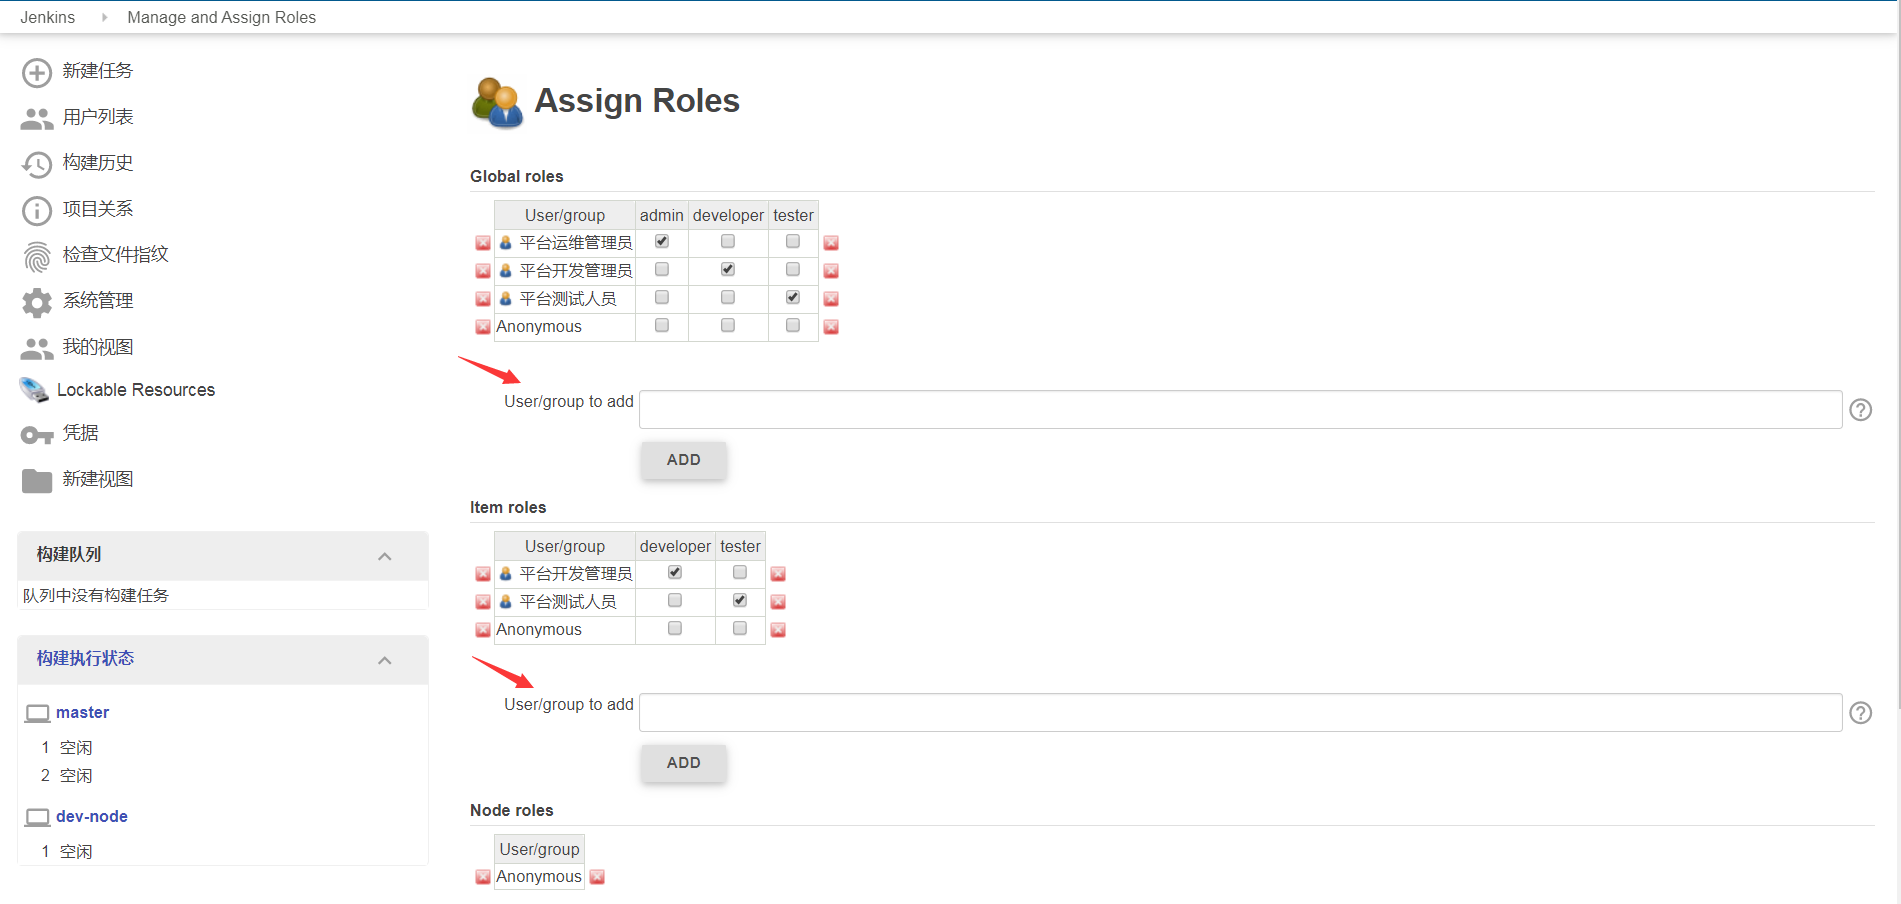 Jenkins Manage and Assign Roles
新建任务
用户列表
构建历史
项目关系
检查文件指纹
系统管理
我的视图
Lockable Resources
凭据
新建视图
构建队列
队列中没有构建任务
构建执行状态
master
1 空闲
2 空闲
dev-node
1 空闲
Assign Roles
Global roles
User/group admin developer tester
平台运维管理员
平台开发管理员
平台测试人员
Anonymous
User/group to add
ADD
Item roles
User/group developer tester
平台开发管理员
平台测试人员
Anonymous
User/group to add
ADD
Node roles
User/group
Anonymous